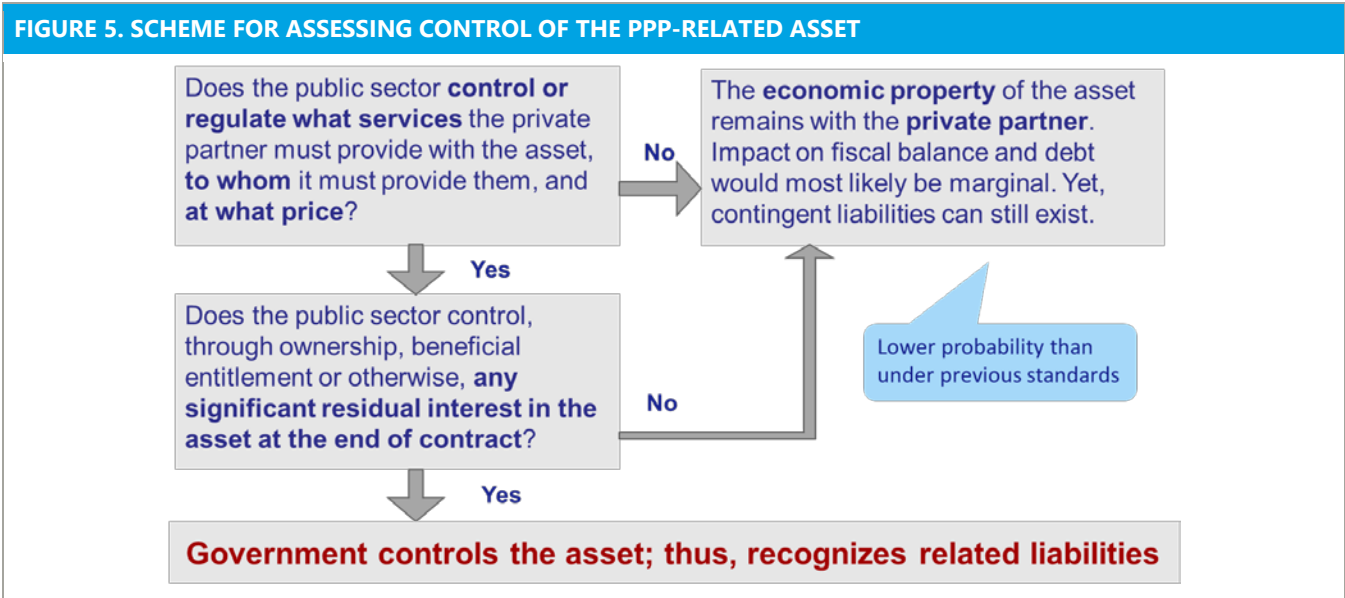 FIGURE 5. SCHEME FOR ASSESSING CONTROL OF THE PPP-RELATED ASSET
Does the public sector control or
regulate what services the private
partner must provide with the asset,
to whom it must provide them, and
at what price?
No
The economic property of the asset
remains with the private partner.
Impact on fiscal balance and debt
would most likely be marginal. Yet,
contingent liabilities can still exist.
Yes
Does the public sector control,
through ownership, beneficial
entitlement or otherwise, any
significant residual interest in the
asset at the end of contract?
No
Lower probability than
under previous standards
Yes
Government controls the asset; thus, recognizes related liabilities